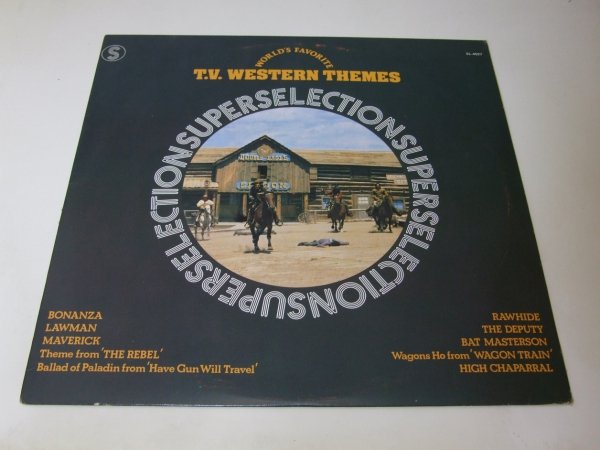 S
WORLD'S FAVORITE
T.V. WESTERN THEMES
SUPERSELECTIONSUPERSELECTIONSUPERSELECTION
BONANZA
LAWMAN
MAVERICK
Theme from 'THE REBEL'
Ballad of Paladin from 'Have Gun Will Travel'
RAWHIDE
THE DEPUTY
BAT MASTERSON
Wagons Ho from 'WAGON TRAIN'
HIGH CHAPARRAL